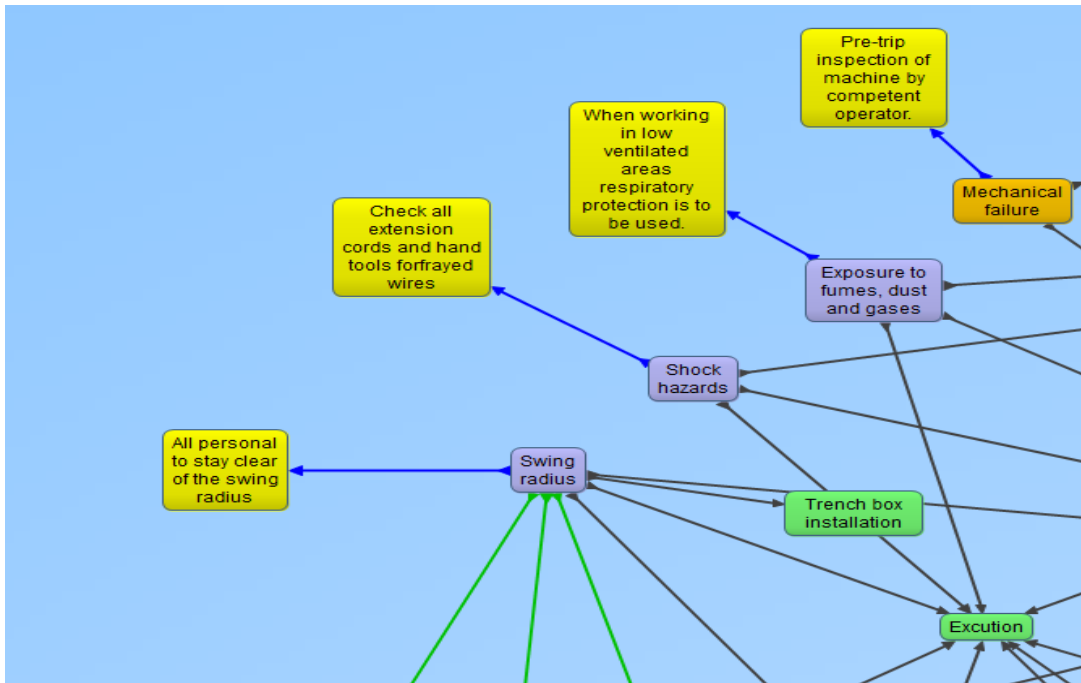 Pre-trip
inspection of
machine by
competent
operator.
When working
in low
ventilated
areas
respiratory
protection is to
be used.
Mechanical
failure
Check all
extension
cords and hand
tools forfrayed
wires
Exposure to
fumes, dust
and gases
Shock
hazards
All personal
to stay clear
of the swing
radius
Swing
radius
Trench box
installation
Excution